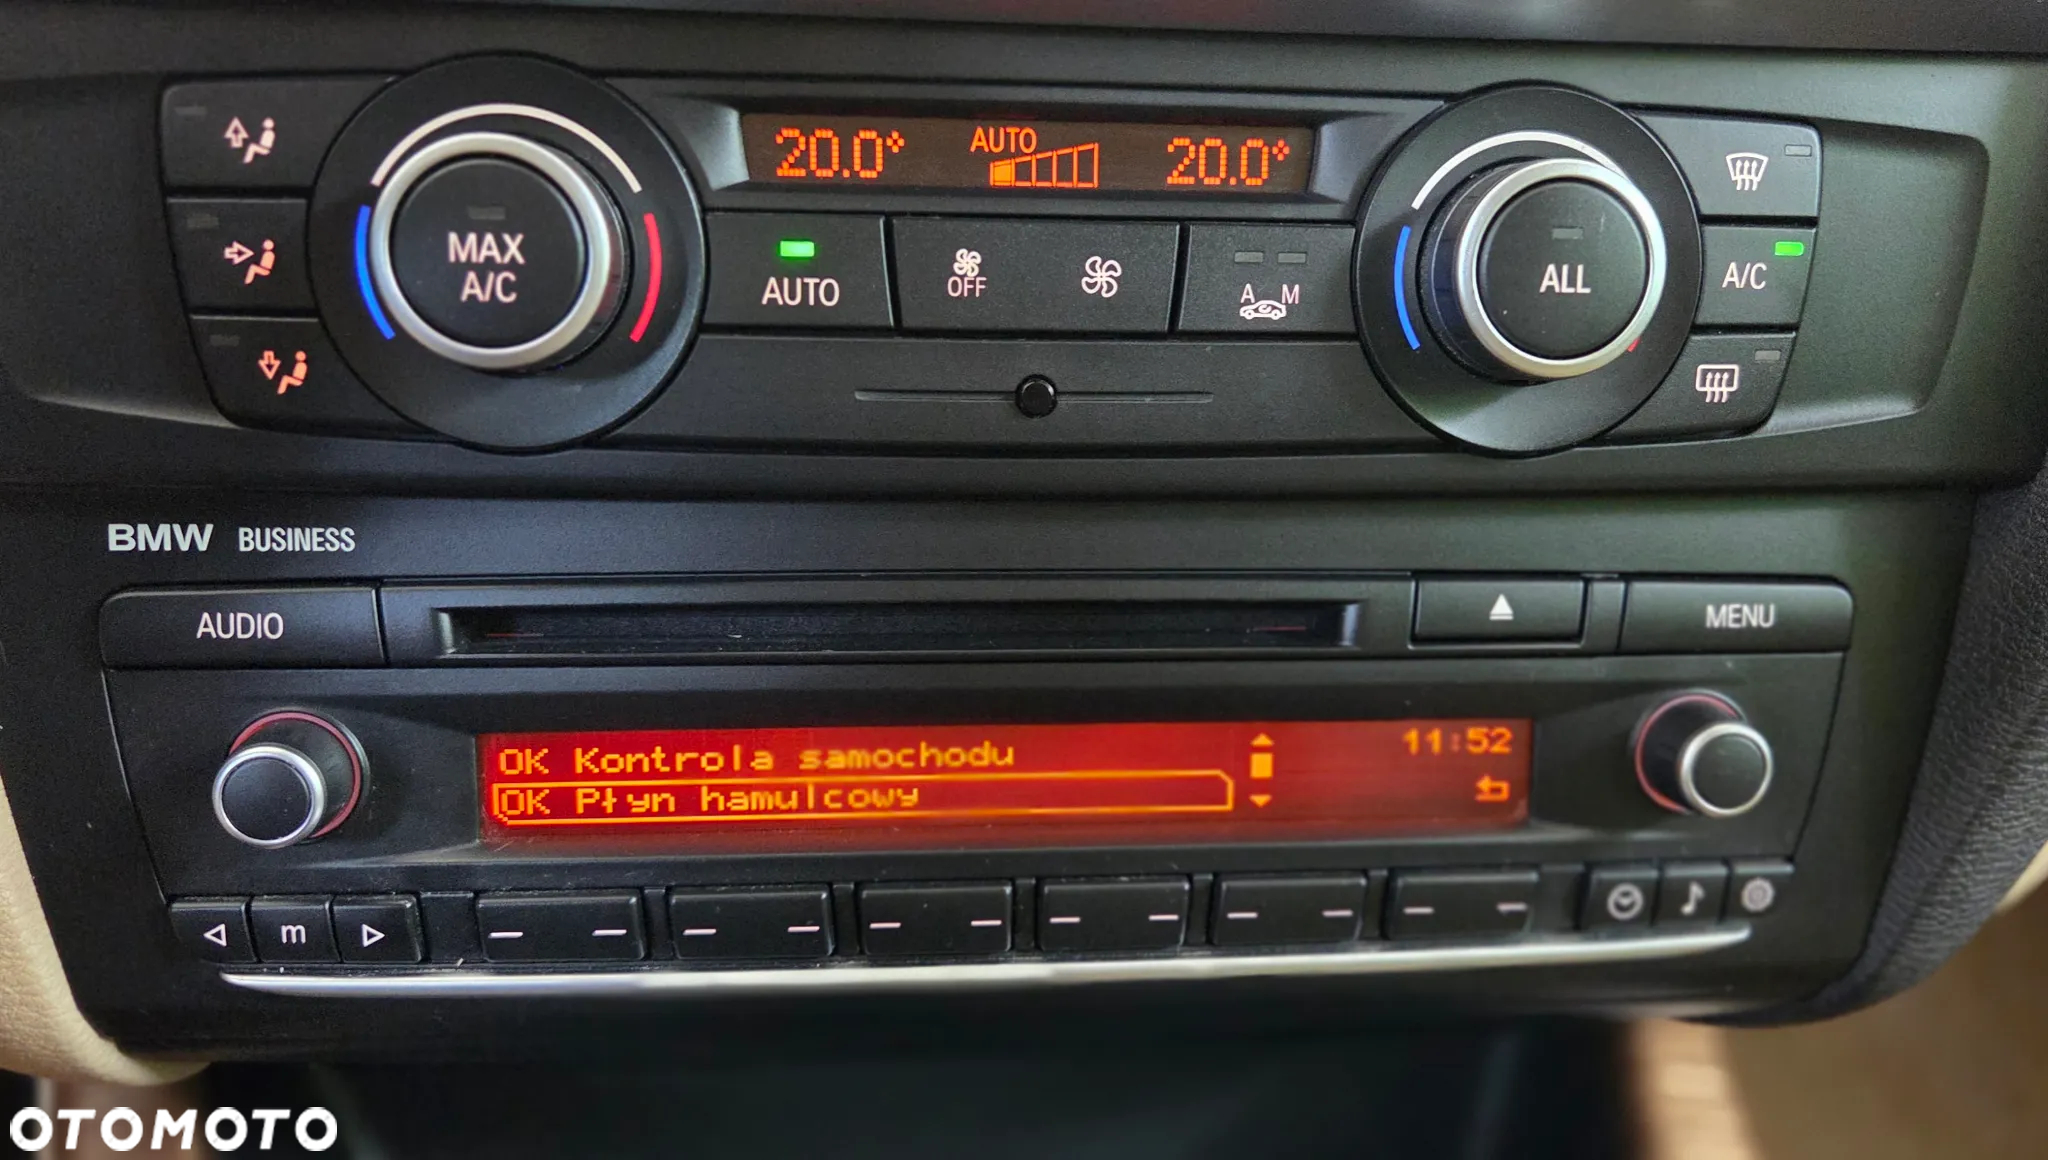 20.0° AUTO 20.0°
MAX
A/C
AUTO
OFF
A M
ALL
A/C
BMW BUSINESS
AUDIO
MENU
OK Kontrola samochodu 11:52
OK Płyn hamulcowy
m
OTOMOTO